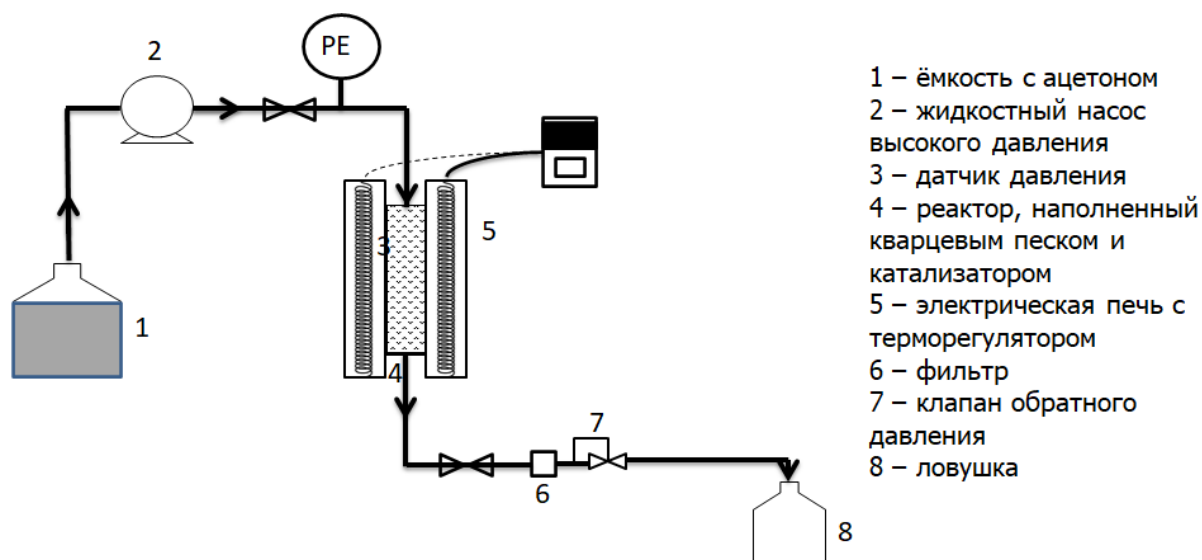 2
PE
1
3
5
4
7
6
8
1 – ёмкость с ацетоном
2 – жидкостный насос
высокого давления
3 – датчик давления
4 – реактор, наполненный
кварцевым песком и
катализатором
5 – электрическая печь с
терморегулятором
6 – фильтр
7 – клапан обратного
давления
8 – ловушка